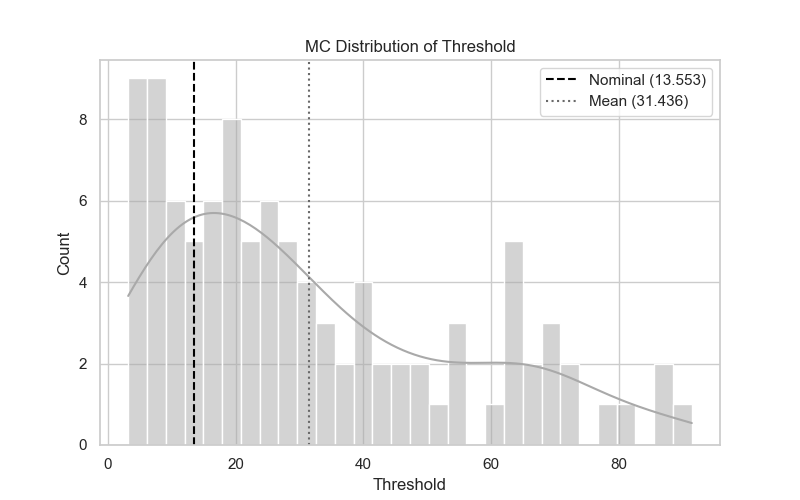 MC Distribution of Threshold
Nominal (13.553)
Mean (31.436)
Count
8
6
4
2
0
0 20 40 60 80
Threshold